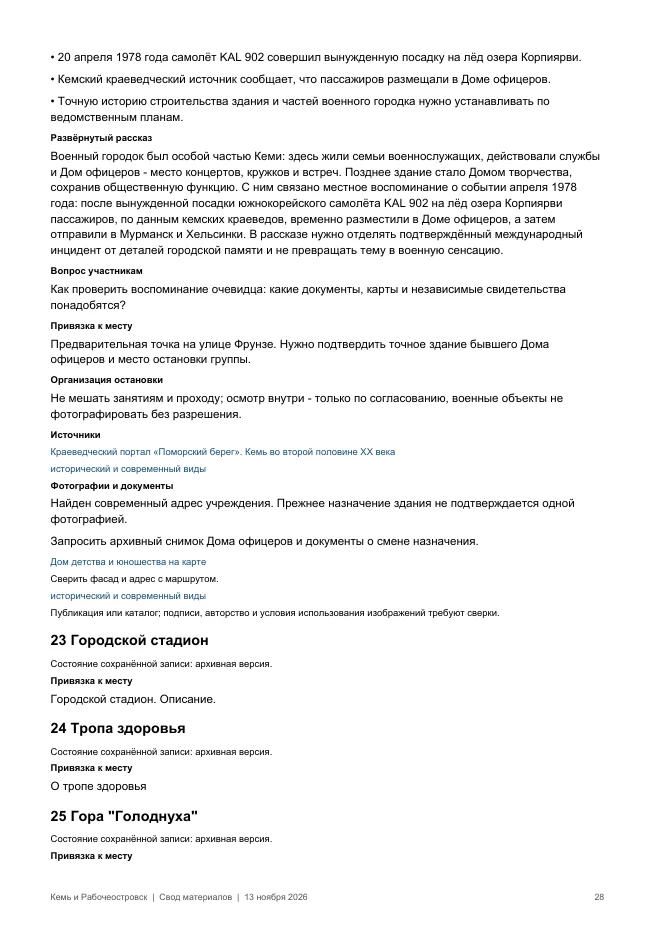 • 20 апреля 1978 года самолёт KAL 902 совершил вынужденную посадку на лёд озера Корпиярви.
• Кемский краеведческий источник сообщает, что пассажиров размещали в Доме офицеров.
• Точную историю строительства здания и частей военного городка нужно устанавливать по
ведомственным планам.
Развёрнутый рассказ
Военный городок был особой частью Кеми: здесь жили семьи военнослужащих, действовали службы
и Дом офицеров - место концертов, кружков и встреч. Позднее здание стало Домом творчества,
сохранив общественную функцию. С ним связано местное воспоминание о событии апреля 1978
года: после вынужденной посадки южнокорейского самолёта KAL 902 на лёд озера Корпиярви
пассажиров, по данным кемских краеведов, временно разместили в Доме офицеров, а затем
отправили в Мурманск и Хельсинки. В рассказе нужно отделять подтверждённый международный
инцидент от деталей городской памяти и не превращать тему в военную сенсацию.
Вопрос участникам
Как проверить воспоминание очевидца: какие документы, карты и независимые свидетельства
понадобятся?
Привязка к месту
Предварительная точка на улице Фрунзе. Нужно подтвердить точное здание бывшего Дома
офицеров и место остановки группы.
Организация остановки
Не мешать занятиям и проходу; осмотр внутри - только по согласованию, военные объекты не
фотографировать без разрешения.
Источники
Краеведческий портал «Поморский берег». Кемь во второй половине XX века
исторический и современный виды
Фотографии и документы
Найден современный адрес учреждения. Прежнее назначение здания не подтверждается одной
фотографией.
Запросить архивный снимок Дома офицеров и документы о смене назначения.
Дом детства и юношества на карте
Сверить фасад и адрес с маршрутом.
исторический и современный виды
Публикация или каталог; подписи, авторство и условия использования изображений требуют сверки.
23 Городской стадион
Состояние сохранённой записи: архивная версия.
Привязка к месту
Городской стадион. Описание.
24 Тропа здоровья
Состояние сохранённой записи: архивная версия.
Привязка к месту
О тропе здоровья
25 Гора "Голоднуха"
Состояние сохранённой записи: архивная версия.
Привязка к месту
Кемь и Рабочеостровск | Свод материалов | 13 ноября 2026 28